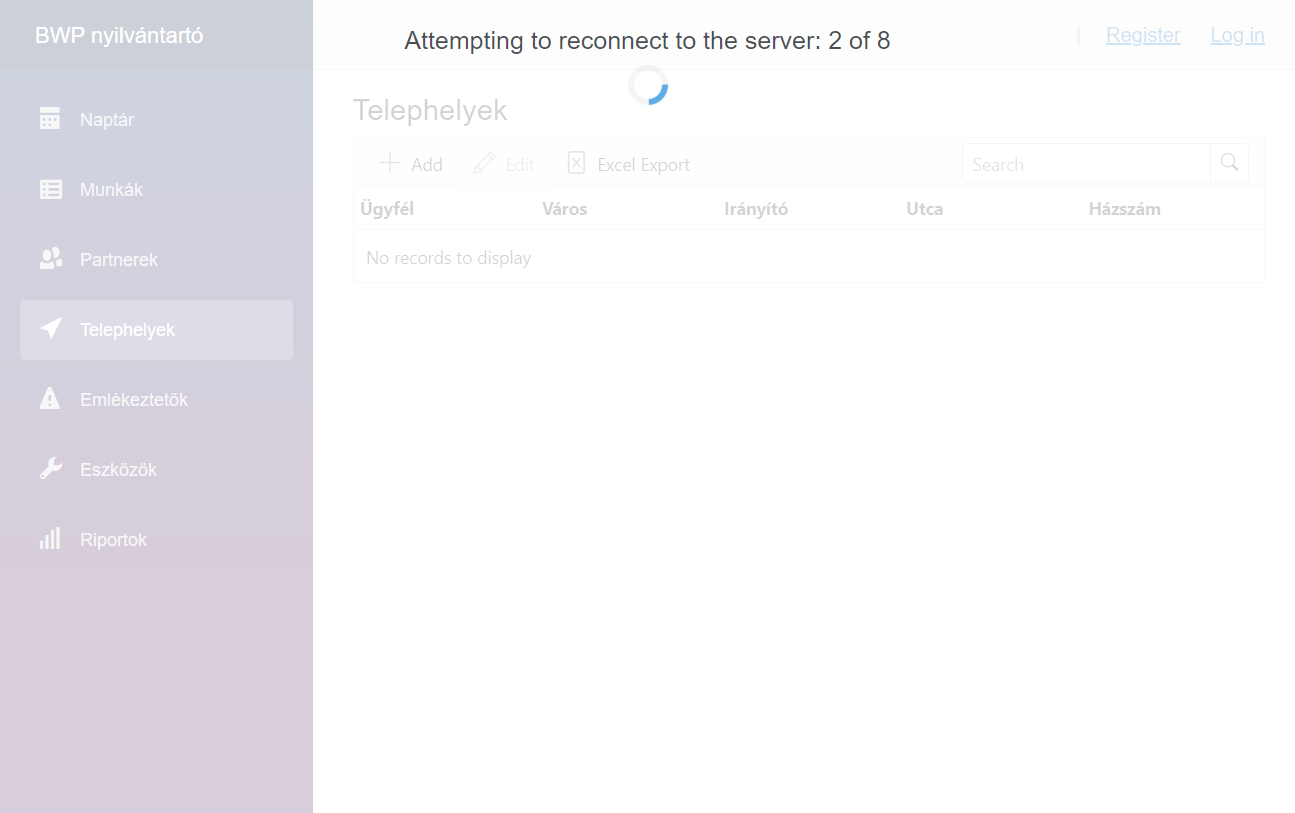 BWP nyilvántartó
Attempting to reconnect to the server: 2 of 8
Register Log in
Naptár
Munkák
Partnerek
Telephelyek
Emlékeztetők
Eszközök
Riportok
Telephelyek
Add Edit Excel Export Search
Ügyfél Város Irányító Utca Házszám
No records to display